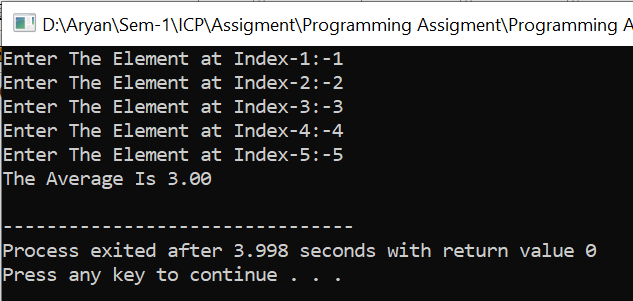 D:\Aryan\Sem-1\ICP\Assigment\Programming Assigment\Programming A
Enter The Element at Index-1:-1
Enter The Element at Index-2:-2
Enter The Element at Index-3:-3
Enter The Element at Index-4:-4
Enter The Element at Index-5:-5
The Average Is 3.00
--------------------------------
Process exited after 3.998 seconds with return value 0
Press any key to continue . . .